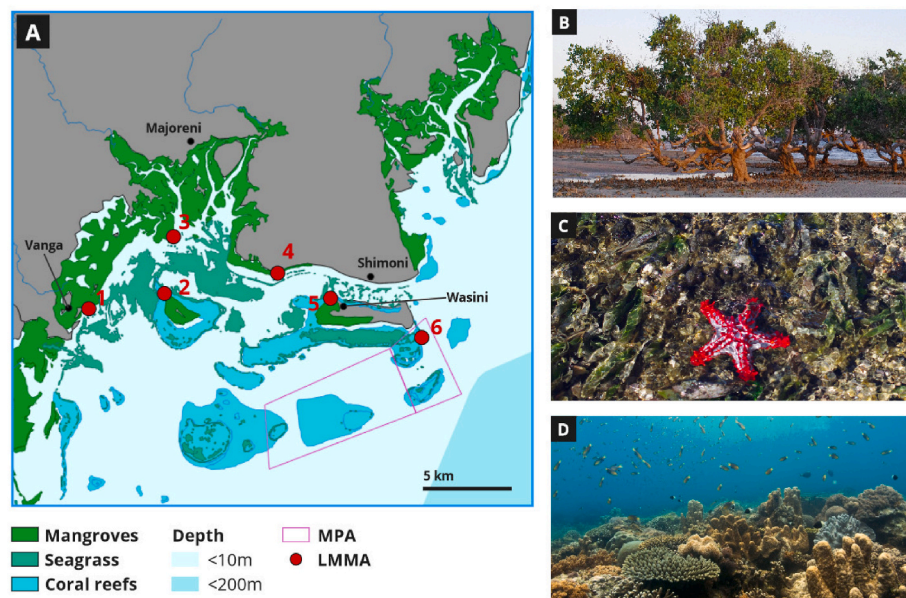 A
Majoreni
3
Vanga
4
Shimoni
1
2
5
Wasini
6
5 km
Mangroves
Seagrass
Coral reefs
Depth
<10m
<200m
MPA
LMMA
B
C
D